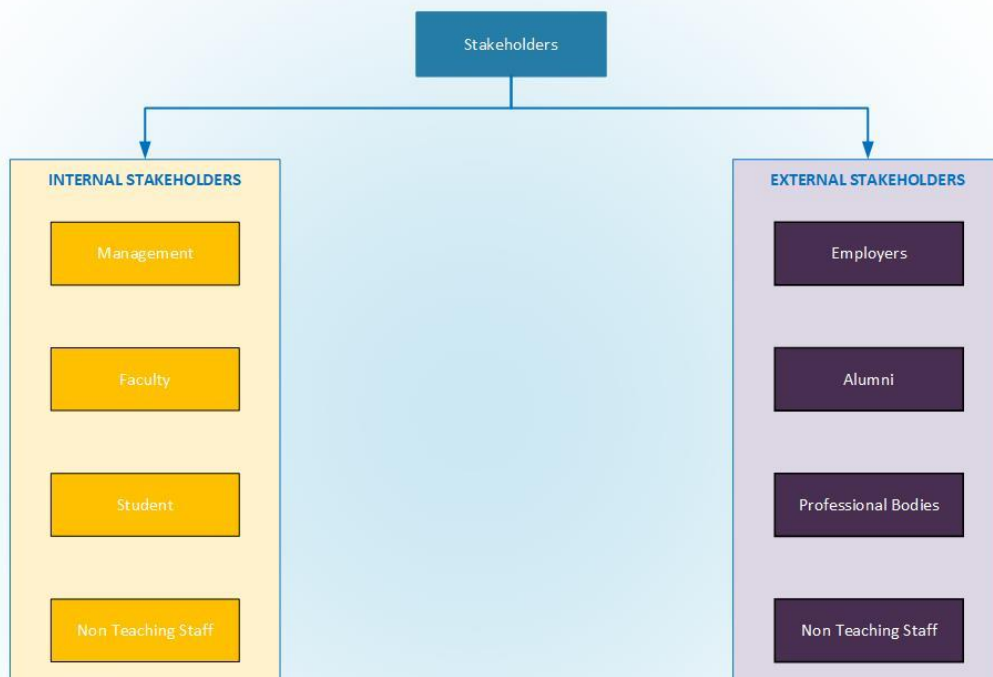 Stakeholders
INTERNAL STAKEHOLDERS
Management
Faculty
Student
Non Teaching Staff
EXTERNAL STAKEHOLDERS
Employers
Alumni
Professional Bodies
Non Teaching Staff